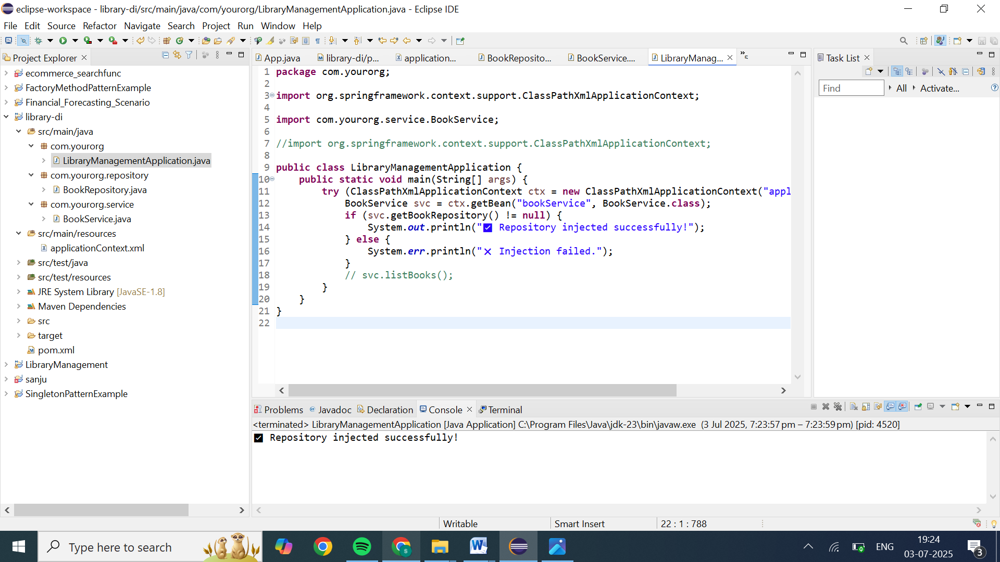 eclipse-workspace - library-di/src/main/java/com/yourorg/LibraryManagementApplication.java - Eclipse IDE
File Edit Source Refactor Navigate Search Project Run Window Help
Project Explorer
ecommerce_searchfunc
FactoryMethodPatternExample
Financial_Forecasting_Scenario
library-di
src/main/java
com.yourorg
LibraryManagementApplication.java
com.yourorg.repository
BookRepository.java
com.yourorg.service
BookService.java
src/main/resources
applicationContext.xml
src/test/java
src/test/resources
JRE System Library [JavaSE-1.8]
Maven Dependencies
src
target
pom.xml
LibraryManagement
sanju
SingletonPatternExample
App.java library-di/p... application... BookReposito... BookService.... LibraryManag... »5
1 package com.yourorg;
2
3 import org.springframework.context.support.ClassPathXmlApplicationContext;
4
5 import com.yourorg.service.BookService;
6
7 //import org.springframework.context.support.ClassPathXmlApplicationContext;
8
9 public class LibraryManagementApplication {
10 public static void main(String[] args) {
11 try (ClassPathXmlApplicationContext ctx = new ClassPathXmlApplicationContext("appl
12 BookService svc = ctx.getBean("bookService", BookService.class);
13 if (svc.getBookRepository() != null) {
14 System.out.println("✅ Repository injected successfully!");
15 } else {
16 System.err.println("❌ Injection failed.");
17 }
18 // svc.listBooks();
19 }
20 }
21 }
22
Task List
Find All Activate...
Problems Javadoc Declaration Console Terminal
<terminated> LibraryManagementApplication [Java Application] C:\Program Files\Java\jdk-23\bin\javaw.exe (3 Jul 2025, 7:23:57 pm – 7:23:59 pm) [pid: 4520]
✅ Repository injected successfully!
Writable Smart Insert 22 : 1 : 788
Type here to search
ENG
19:24
03-07-2025
3